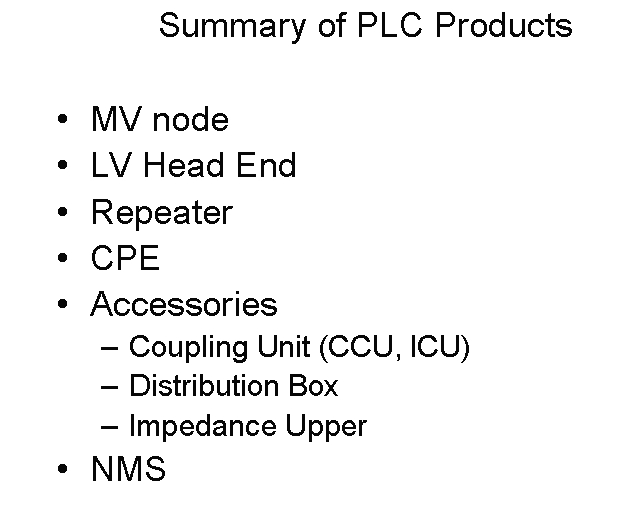 Summary of PLC Products
• MV node
• LV Head End
• Repeater
• CPE
• Accessories
– Coupling Unit (CCU, ICU)
– Distribution Box
– Impedance Upper
• NMS